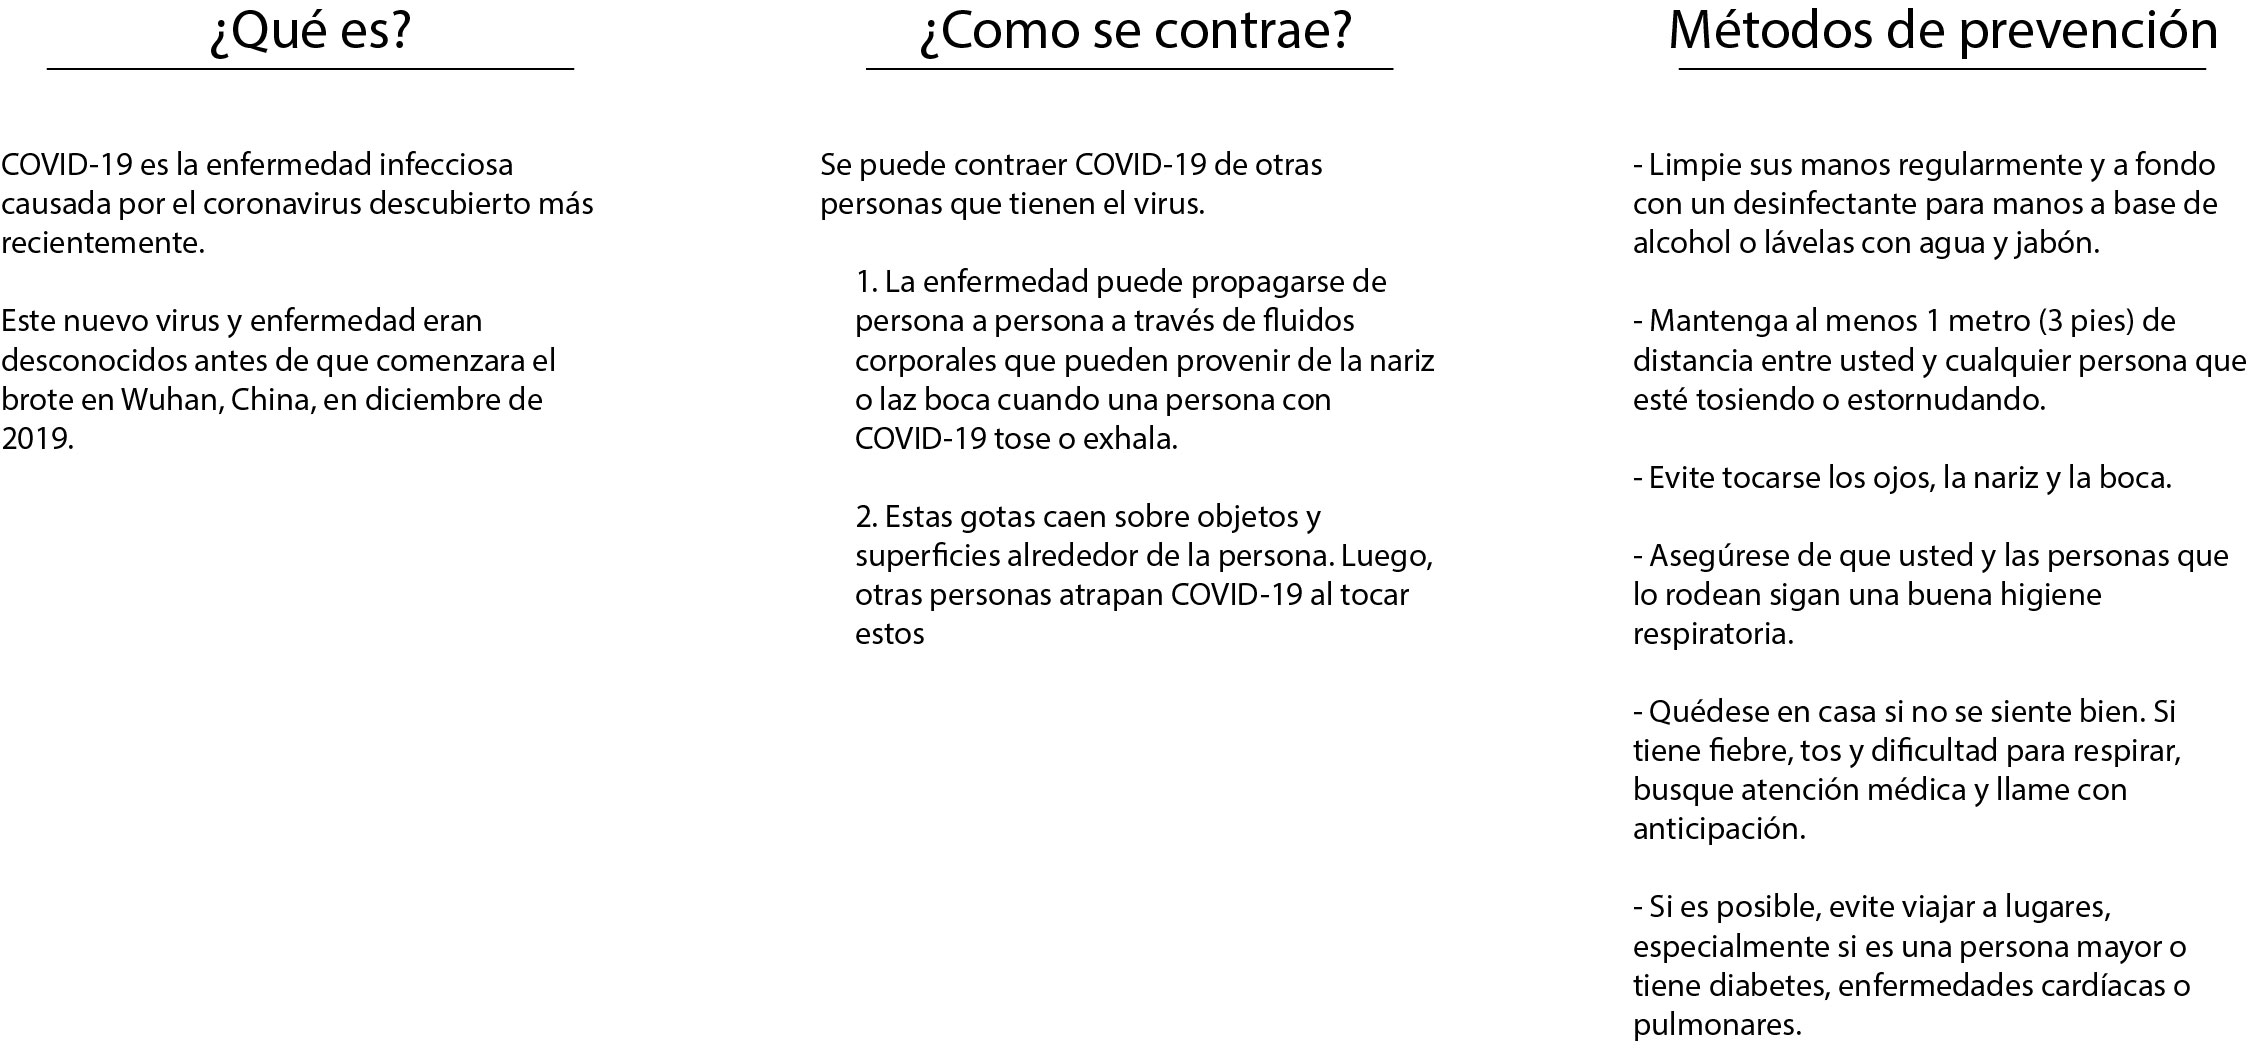 ¿Qué es?
COVID-19 es la enfermedad infecciosa
causada por el coronavirus descubierto más
recientemente.
Este nuevo virus y enfermedad eran
desconocidos antes de que comenzara el
brote en Wuhan, China, en diciembre de
2019.
¿Como se contrae?
Se puede contraer COVID-19 de otras
personas que tienen el virus.
1. La enfermedad puede propagarse de
persona a persona a través de fluidos
corporales que pueden provenir de la nariz
o laz boca cuando una persona con
COVID-19 tose o exhala.
2. Estas gotas caen sobre objetos y
superficies alrededor de la persona. Luego,
otras personas atrapan COVID-19 al tocar
estos
Métodos de prevención
- Limpie sus manos regularmente y a fondo
con un desinfectante para manos a base de
alcohol o lávelas con agua y jabón.
- Mantenga al menos 1 metro (3 pies) de
distancia entre usted y cualquier persona que
esté tosiendo o estornudando.
- Evite tocarse los ojos, la nariz y la boca.
- Asegúrese de que usted y las personas que
lo rodean sigan una buena higiene
respiratoria.
- Quédese en casa si no se siente bien. Si
tiene fiebre, tos y dificultad para respirar,
busque atención médica y llame con
anticipación.
- Si es posible, evite viajar a lugares,
especialmente si es una persona mayor o
tiene diabetes, enfermedades cardíacas o
pulmonares.